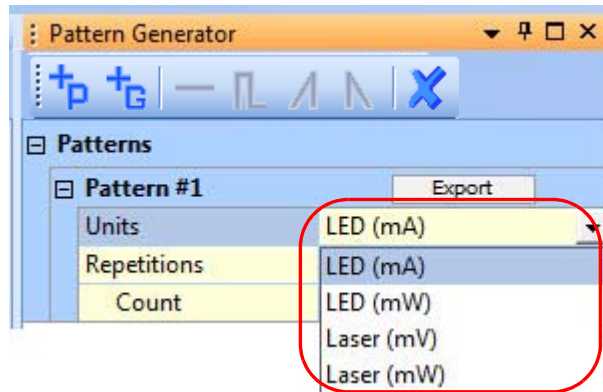 Pattern Generator
+P +G
Patterns
Pattern #1 Export
Units LED (mA)
Repetitions LED (mA)
Count LED (mW)
Laser (mV)
Laser (mW)